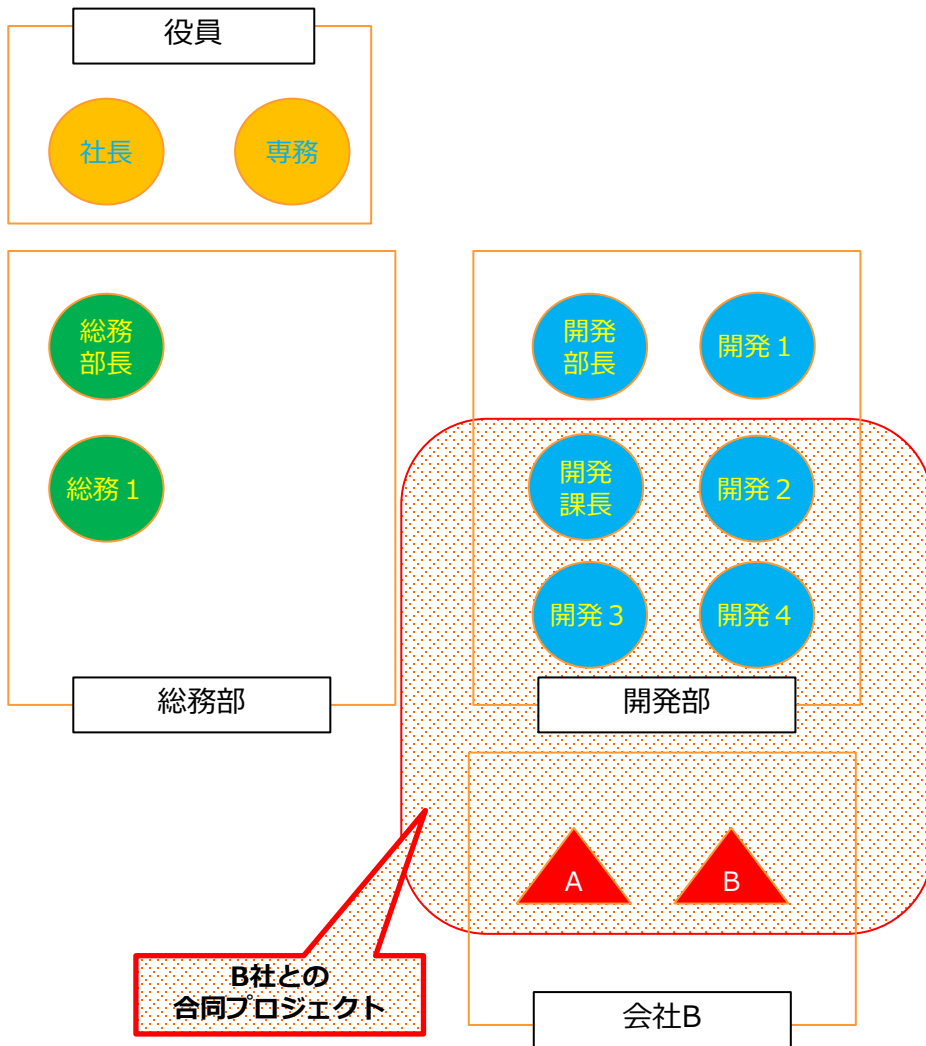 役員
社長
専務
総務
部長
開発
部長
開発１
総務１
開発
課長
開発２
開発３
開発４
総務部
開発部
A
B
B社との
合同プロジェクト
会社B